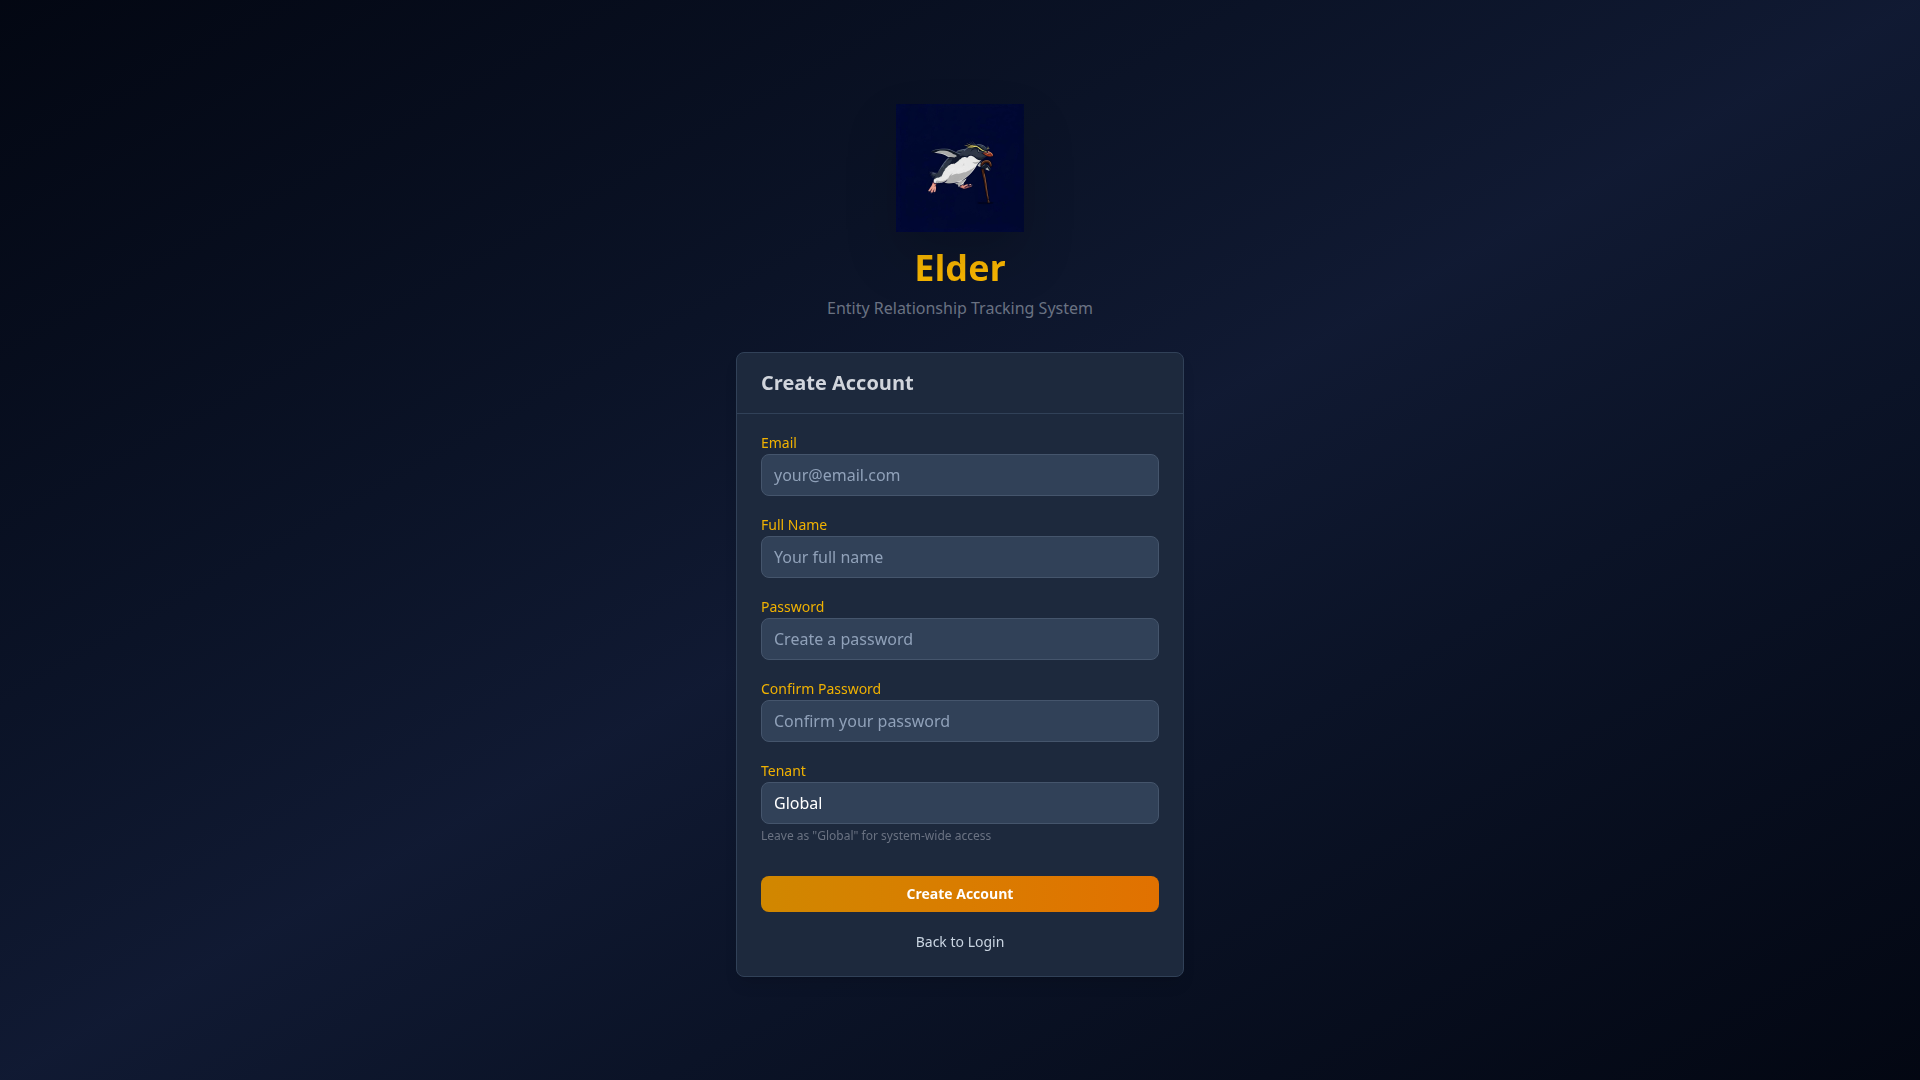 Elder
Entity Relationship Tracking System
Create Account
Email
your@email.com
Full Name
Your full name
Password
Create a password
Confirm Password
Confirm your password
Tenant
Global
Leave as "Global" for system-wide access
Create Account
Back to Login